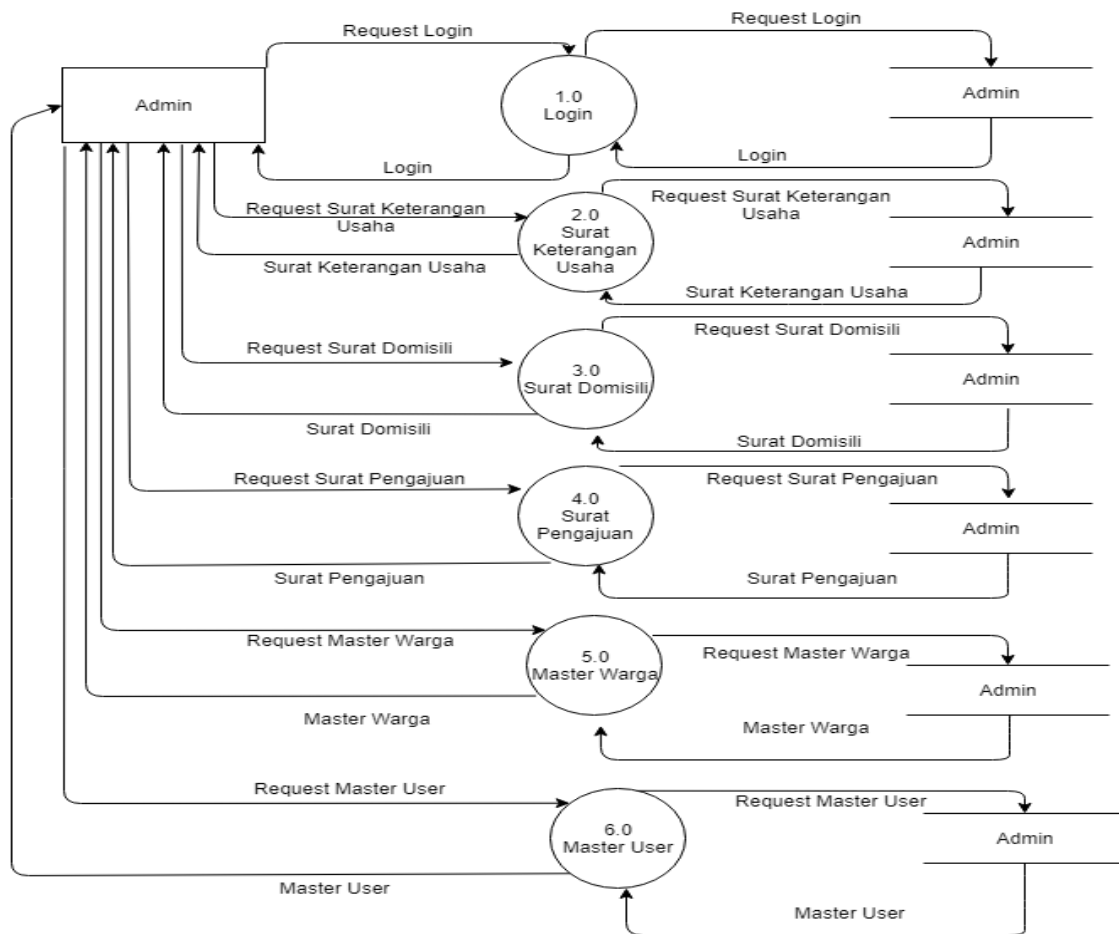 Request Login
Request Login
Admin
1.0
Login
Admin
Login
Login
Request Surat Keterangan
Usaha
2.0
Surat
Keterangan
Usaha
Request Surat Keterangan
Usaha
Admin
Surat Keterangan Usaha
Surat Keterangan Usaha
Request Surat Domisili
Request Surat Domisili
3.0
Surat Domisili
Admin
Surat Domisili
Surat Domisili
Request Surat Pengajuan
Request Surat Pengajuan
4.0
Surat
Pengajuan
Admin
Surat Pengajuan
Surat Pengajuan
Request Master Warga
Request Master Warga
5.0
Master Warga
Admin
Master Warga
Master Warga
Request Master User
Request Master User
6.0
Master User
Admin
Master User
Master User